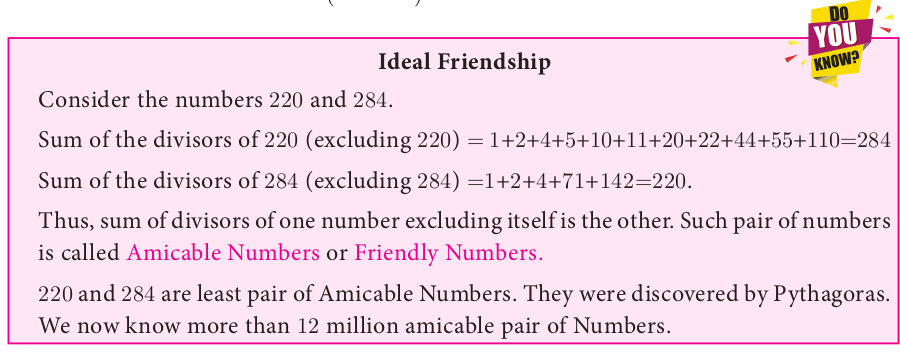 DO
YOU
KNOW?
Ideal Friendship
Consider the numbers 220 and 284.
Sum of the divisors of 220 (excluding 220) = 1+2+4+5+10+11+20+22+44+55+110=284
Sum of the divisors of 284 (excluding 284) =1+2+4+71+142=220.
Thus, sum of divisors of one number excluding itself is the other. Such pair of numbers
is called Amicable Numbers or Friendly Numbers.
220 and 284 are least pair of Amicable Numbers. They were discovered by Pythagoras.
We now know more than 12 million amicable pair of Numbers.